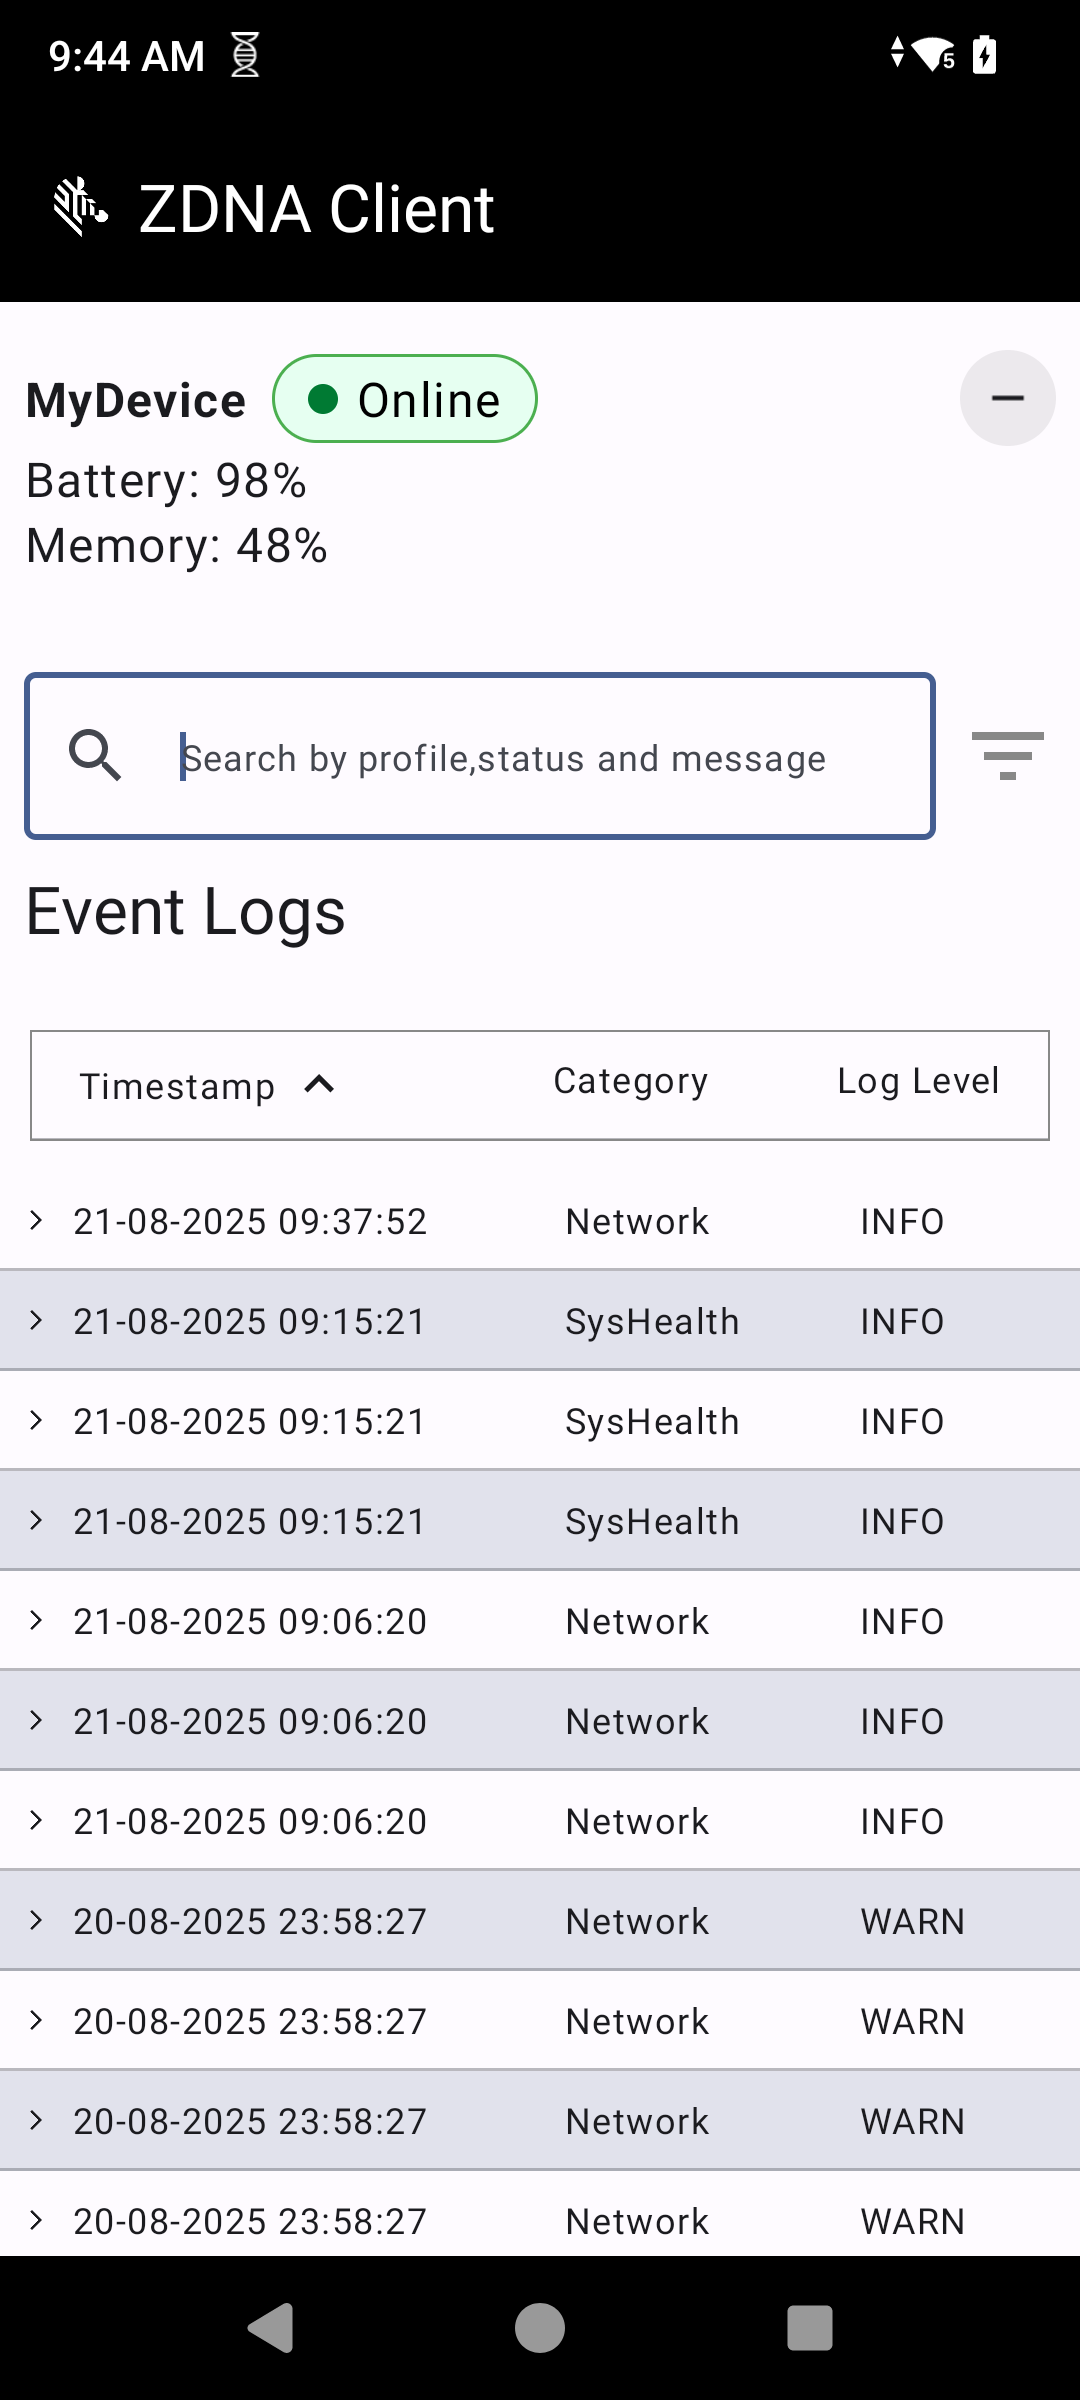 9:44 AM
5
ZDNA Client
MyDevice Online
Battery: 98%
Memory: 48%
Search by profile,status and message
Event Logs
Timestamp Category Log Level
21-08-2025 09:37:52 Network INFO
21-08-2025 09:15:21 SysHealth INFO
21-08-2025 09:15:21 SysHealth INFO
21-08-2025 09:15:21 SysHealth INFO
21-08-2025 09:06:20 Network INFO
21-08-2025 09:06:20 Network INFO
21-08-2025 09:06:20 Network INFO
20-08-2025 23:58:27 Network WARN
20-08-2025 23:58:27 Network WARN
20-08-2025 23:58:27 Network WARN
20-08-2025 23:58:27 Network WARN